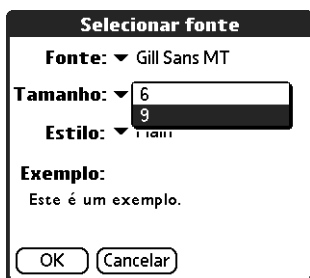 Selecionar fonte
Fonte: Gill Sans MT
Tamanho: 6
9
Estilo:
Exemplo:
Este é um exemplo.
OK Cancelar